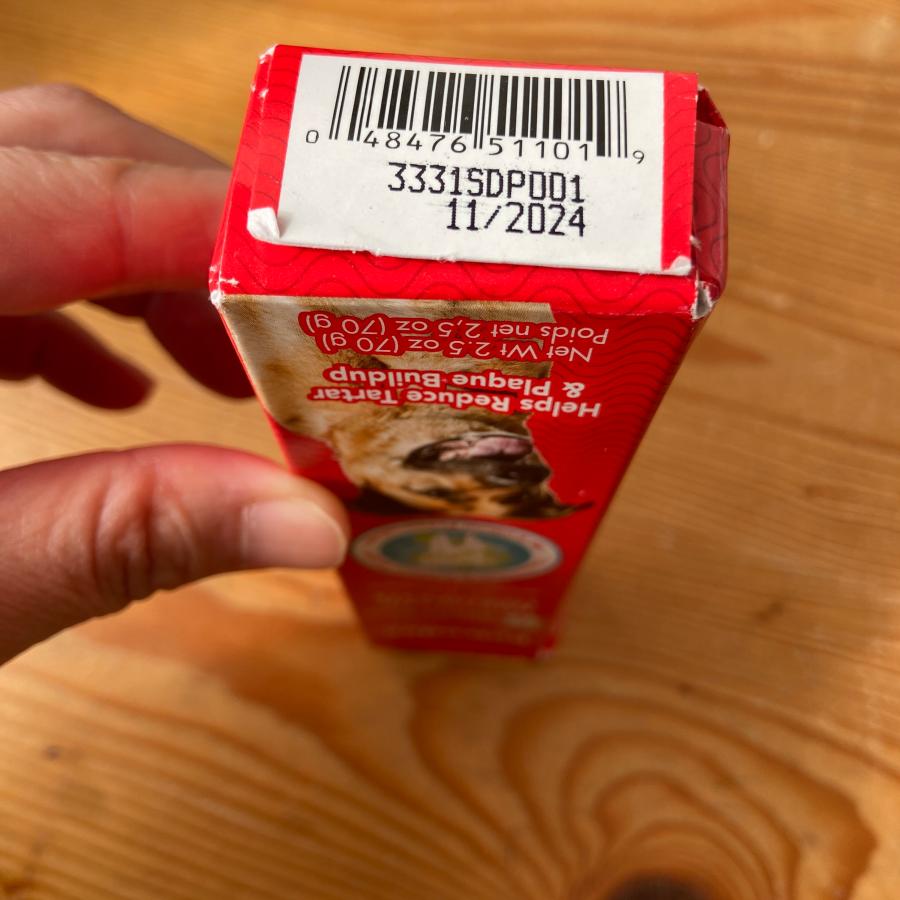 0 48476 51101 9
3331SDP001
11/2024
Helps Reduce Tartar
& Plaque Buildup
Net Wt 2.5 oz (70 g)
Poids net 2,5 oz (70 g)